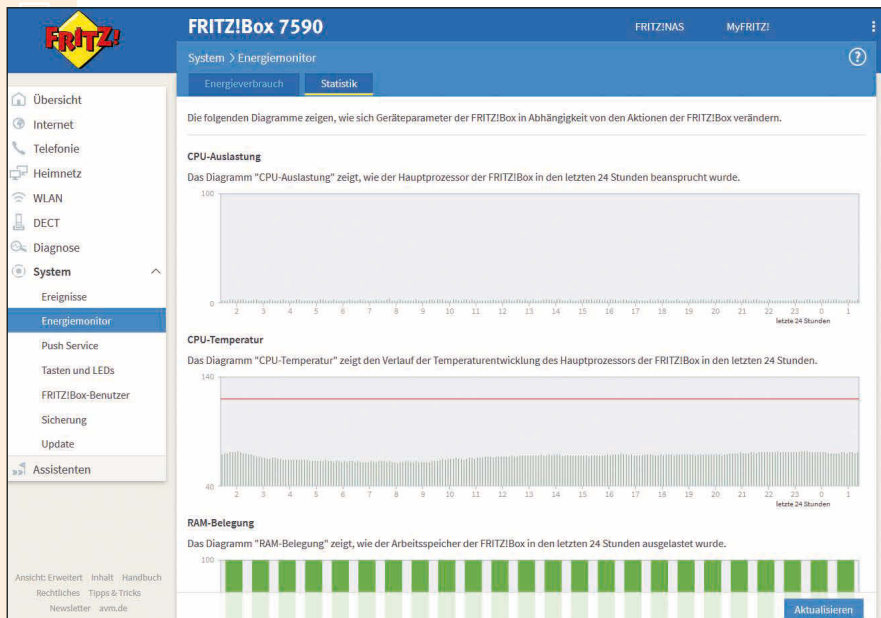 FRITZ!
FRITZ!Box 7590
FRITZ!NAS
MyFRITZ!
System > Energiemonitor
Energieverbrauch
Statistik
Übersicht
Internet
Telefonie
Heimnetz
WLAN
DECT
Diagnose
System
Ereignisse
Energiemonitor
Push Service
Tasten und LEDs
FRITZ!Box-Benutzer
Sicherung
Update
Assistenten
Ansicht: Erweitert Inhalt Handbuch
Rechtliches Tipps & Tricks
Newsletter avm.de
Die folgenden Diagramme zeigen, wie sich Geräteparameter der FRITZ!Box in Abhängigkeit von den Aktionen der FRITZ!Box verändern.
CPU-Auslastung
Das Diagramm "CPU-Auslastung" zeigt, wie der Hauptprozessor der FRITZ!Box in den letzten 24 Stunden beansprucht wurde.
100
0
2 3 4 5 6 7 8 9 10 11 12 13 14 15 16 17 18 19 20 21 22 23 0 1
letzte 24 Stunden
CPU-Temperatur
Das Diagramm "CPU-Temperatur" zeigt den Verlauf der Temperaturentwicklung des Hauptprozessors der FRITZ!Box in den letzten 24 Stunden.
140
40
2 3 4 5 6 7 8 9 10 11 12 13 14 15 16 17 18 19 20 21 22 23 0 1
letzte 24 Stunden
RAM-Belegung
Das Diagramm "RAM-Belegung" zeigt, wie der Arbeitsspeicher der FRITZ!Box in den letzten 24 Stunden ausgelastet wurde.
100
Aktualisieren